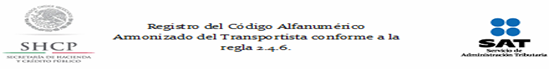 SHCP
SECRETARÍA DE HACIENDA
Y CRÉDITO PÚBLICO
Registro del Código Alfanumérico
Armonizado del Transportista conforme a la
regla 2.4.6.
SAT
Servicio de
Administración Tributaria